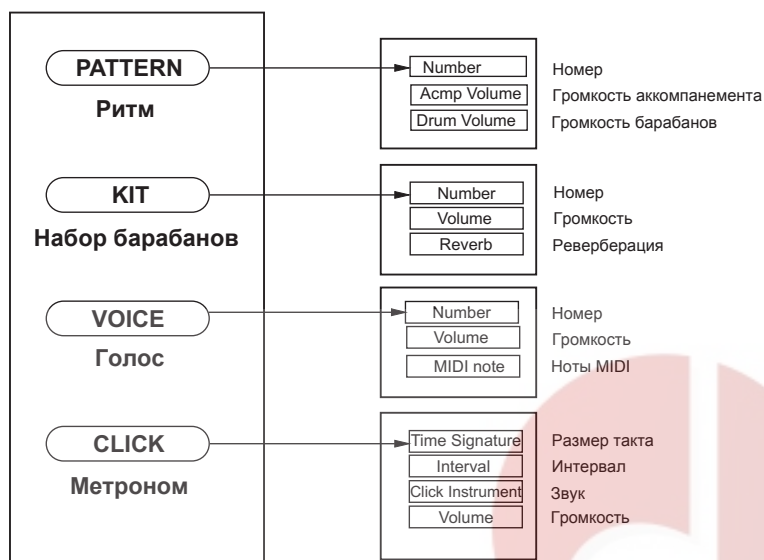 PATTERN
Ритм
Number Номер
Acmp Volume Громкость аккомпанемента
Drum Volume Громкость барабанов
KIT
Набор барабанов
Number Номер
Volume Громкость
Reverb Реверберация
VOICE
Голос
Number Номер
Volume Громкость
MIDI note Ноты MIDI
CLICK
Метроном
Time Signature Размер такта
Interval Интервал
Click Instrument Звук
Volume Громкость